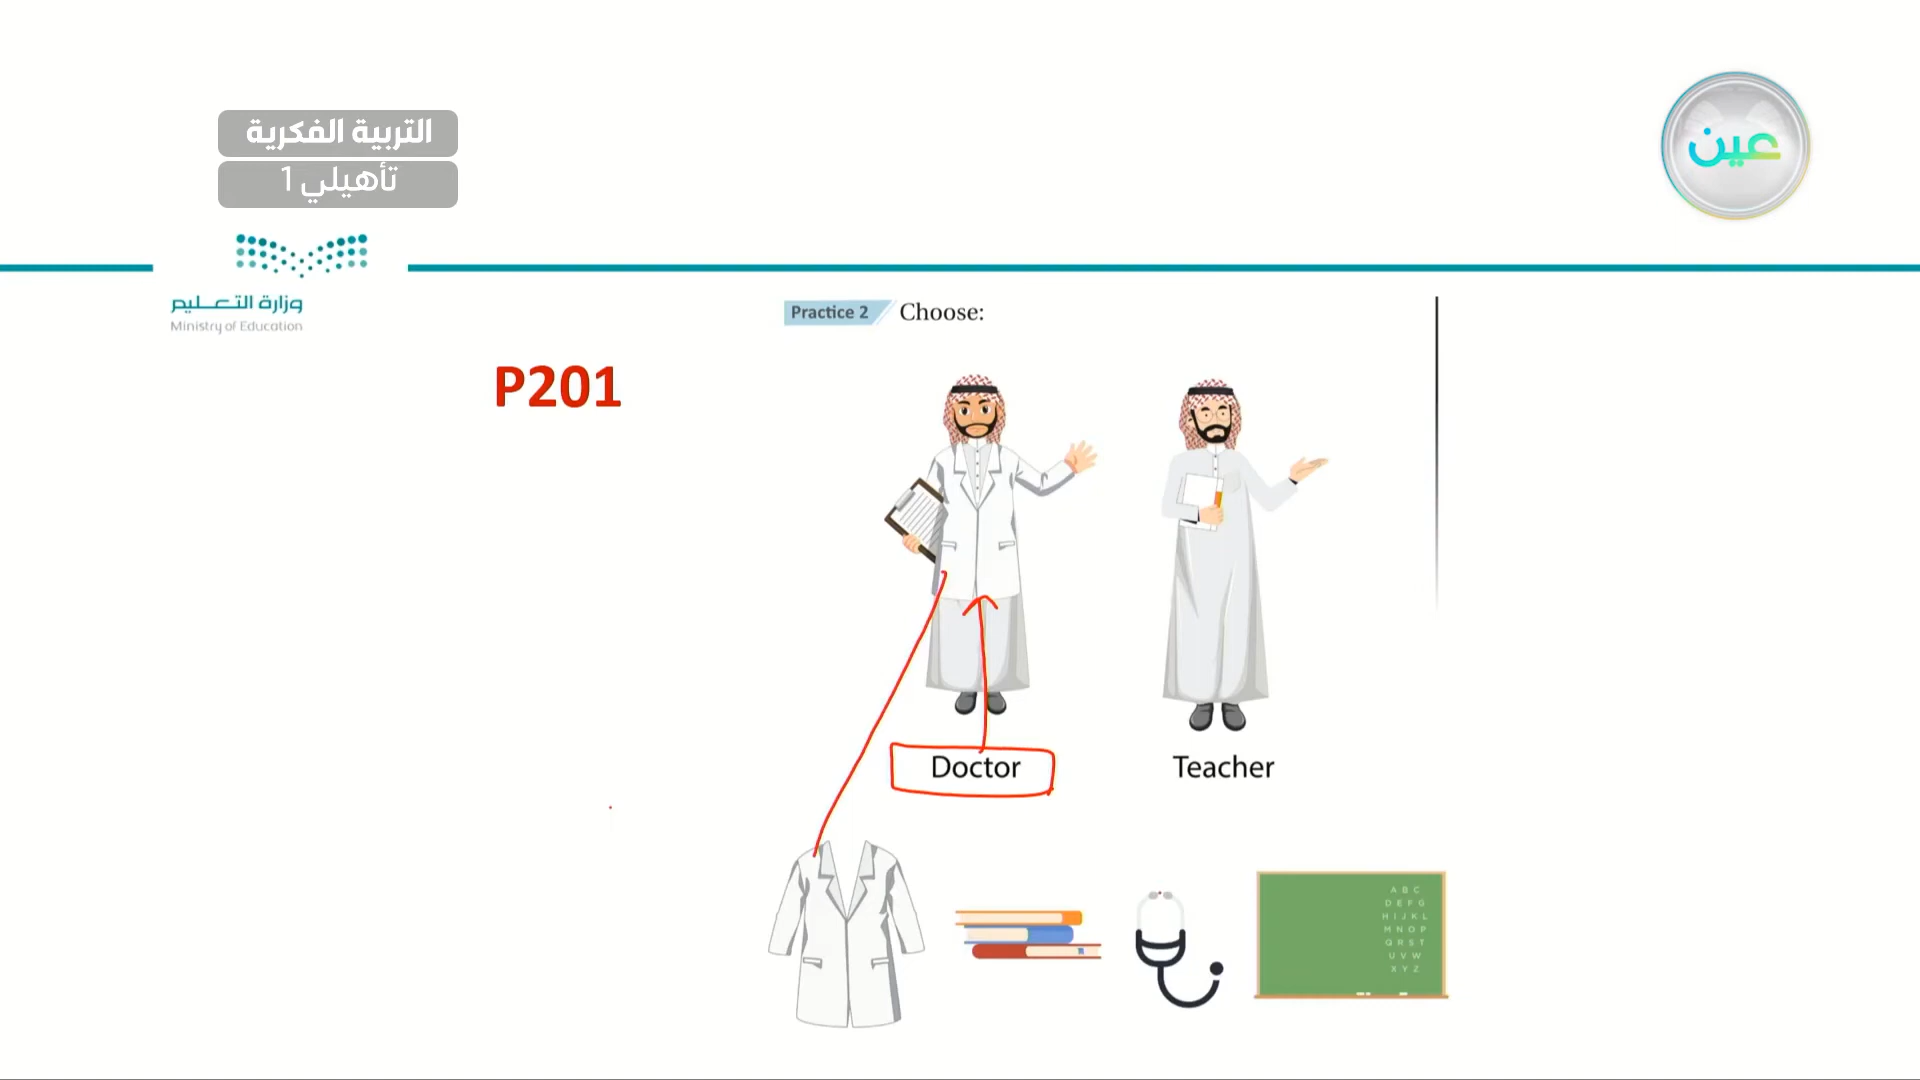 التربية الفكرية
تأهيلي 1
عين
وزارة التعليم
Ministry of Education
Practice 2 Choose:
P201
Doctor
Teacher
A B C
D E F G
H I J K L
M N O P
Q R S T
U V W
X Y Z